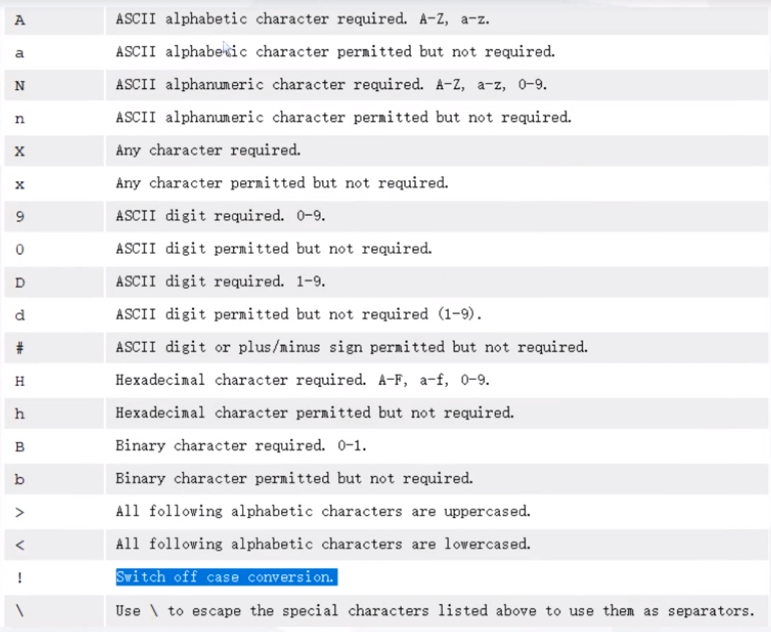 A ASCII alphabetic character required. A-Z, a-z.
a ASCII alphabetic character permitted but not required.
N ASCII alphanumeric character required. A-Z, a-z, 0-9.
n ASCII alphanumeric character permitted but not required.
X Any character required.
x Any character permitted but not required.
9 ASCII digit required. 0-9.
0 ASCII digit permitted but not required.
D ASCII digit required. 1-9.
d ASCII digit permitted but not required (1-9).
# ASCII digit or plus/minus sign permitted but not required.
H Hexadecimal character required. A-F, a-f, 0-9.
h Hexadecimal character permitted but not required.
B Binary character required. 0-1.
b Binary character permitted but not required.
> All following alphabetic characters are uppercased.
< All following alphabetic characters are lowercased.
! Switch off case conversion.
\ Use \ to escape the special characters listed above to use them as separators.